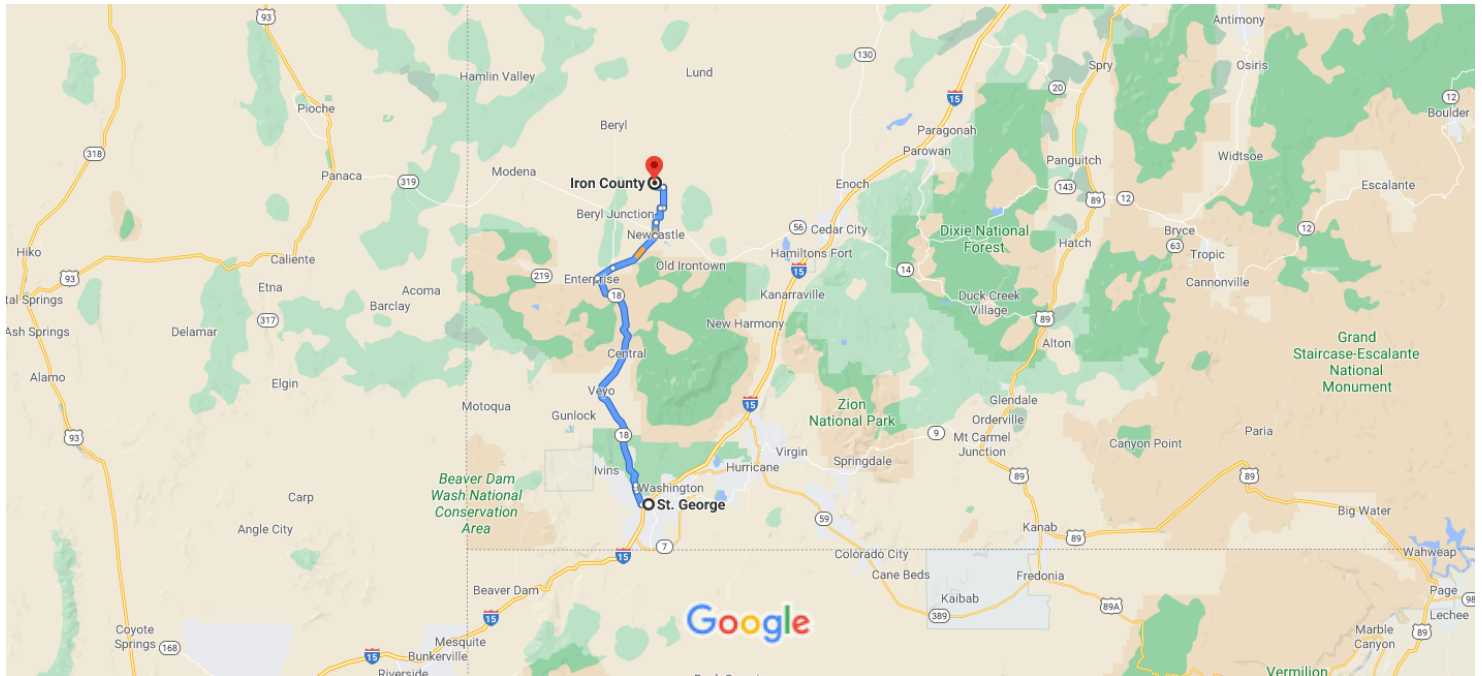 93
Antimony
Hamlin Valley
Lund
130
Spry
Osiris
20
15
12
Boulder
Pioche
Beryl
Paragonah
Parowan
Panguitch
Widtsoe
318
Panaca
319
Modena
Iron County
Enoch
143
89
12
Escalante
Beryl Junction
Newcastle
56
Cedar City
Dixie National
Forest
Hatch
Bryce
63
Tropic
12
Hiko
Caliente
Hamiltons Fort
Old Irontown
15
14
93
219
Enterprise
Cannonville
Etna
Acoma
18
Kanarraville
Duck Creek
Village
tal Springs
Barclay
317
Ash Springs
Delamar
New Harmony
89
Alton
Grand
Staircase-Escalante
National
Monument
Central
Alamo
Elgin
Veyo
Motoqua
Gunlock
15
Zion
National Park
Glendale
Orderville
9
Mt Carmel
Junction
Canyon Point
Paria
93
18
Virgin
Springdale
Ivins
Hurricane
Beaver Dam
Wash National
Conservation
Area
Washington
89
89
Carp
St. George
59
Big Water
Angle City
Kanab
89
7
Colorado City
15
Wahweap
Cane Beds
Fredonia
Beaver Dam
Kaibab
Page
98
89A
Lechee
15
389
Google
Coyote
Springs
168
Mesquite
Bunkerville
15
Riverside
Marble
Canyon
89
Vermilion